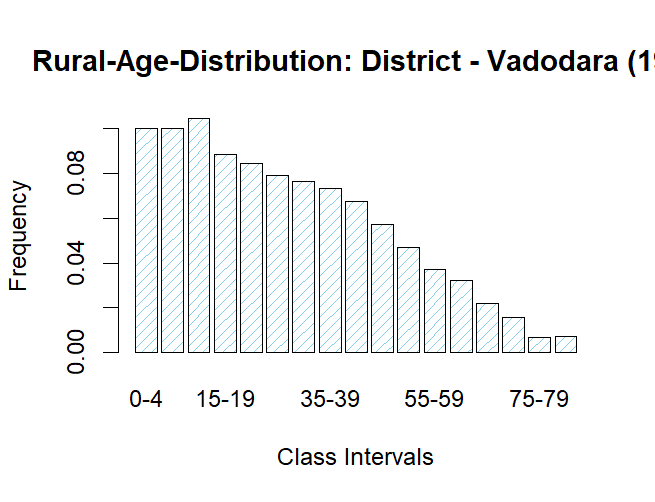 Rural-Age-Distribution: District - Vadodara (19
Frequency
0.08
0.04
0.00
0-4 15-19 35-39 55-59 75-79
Class Intervals